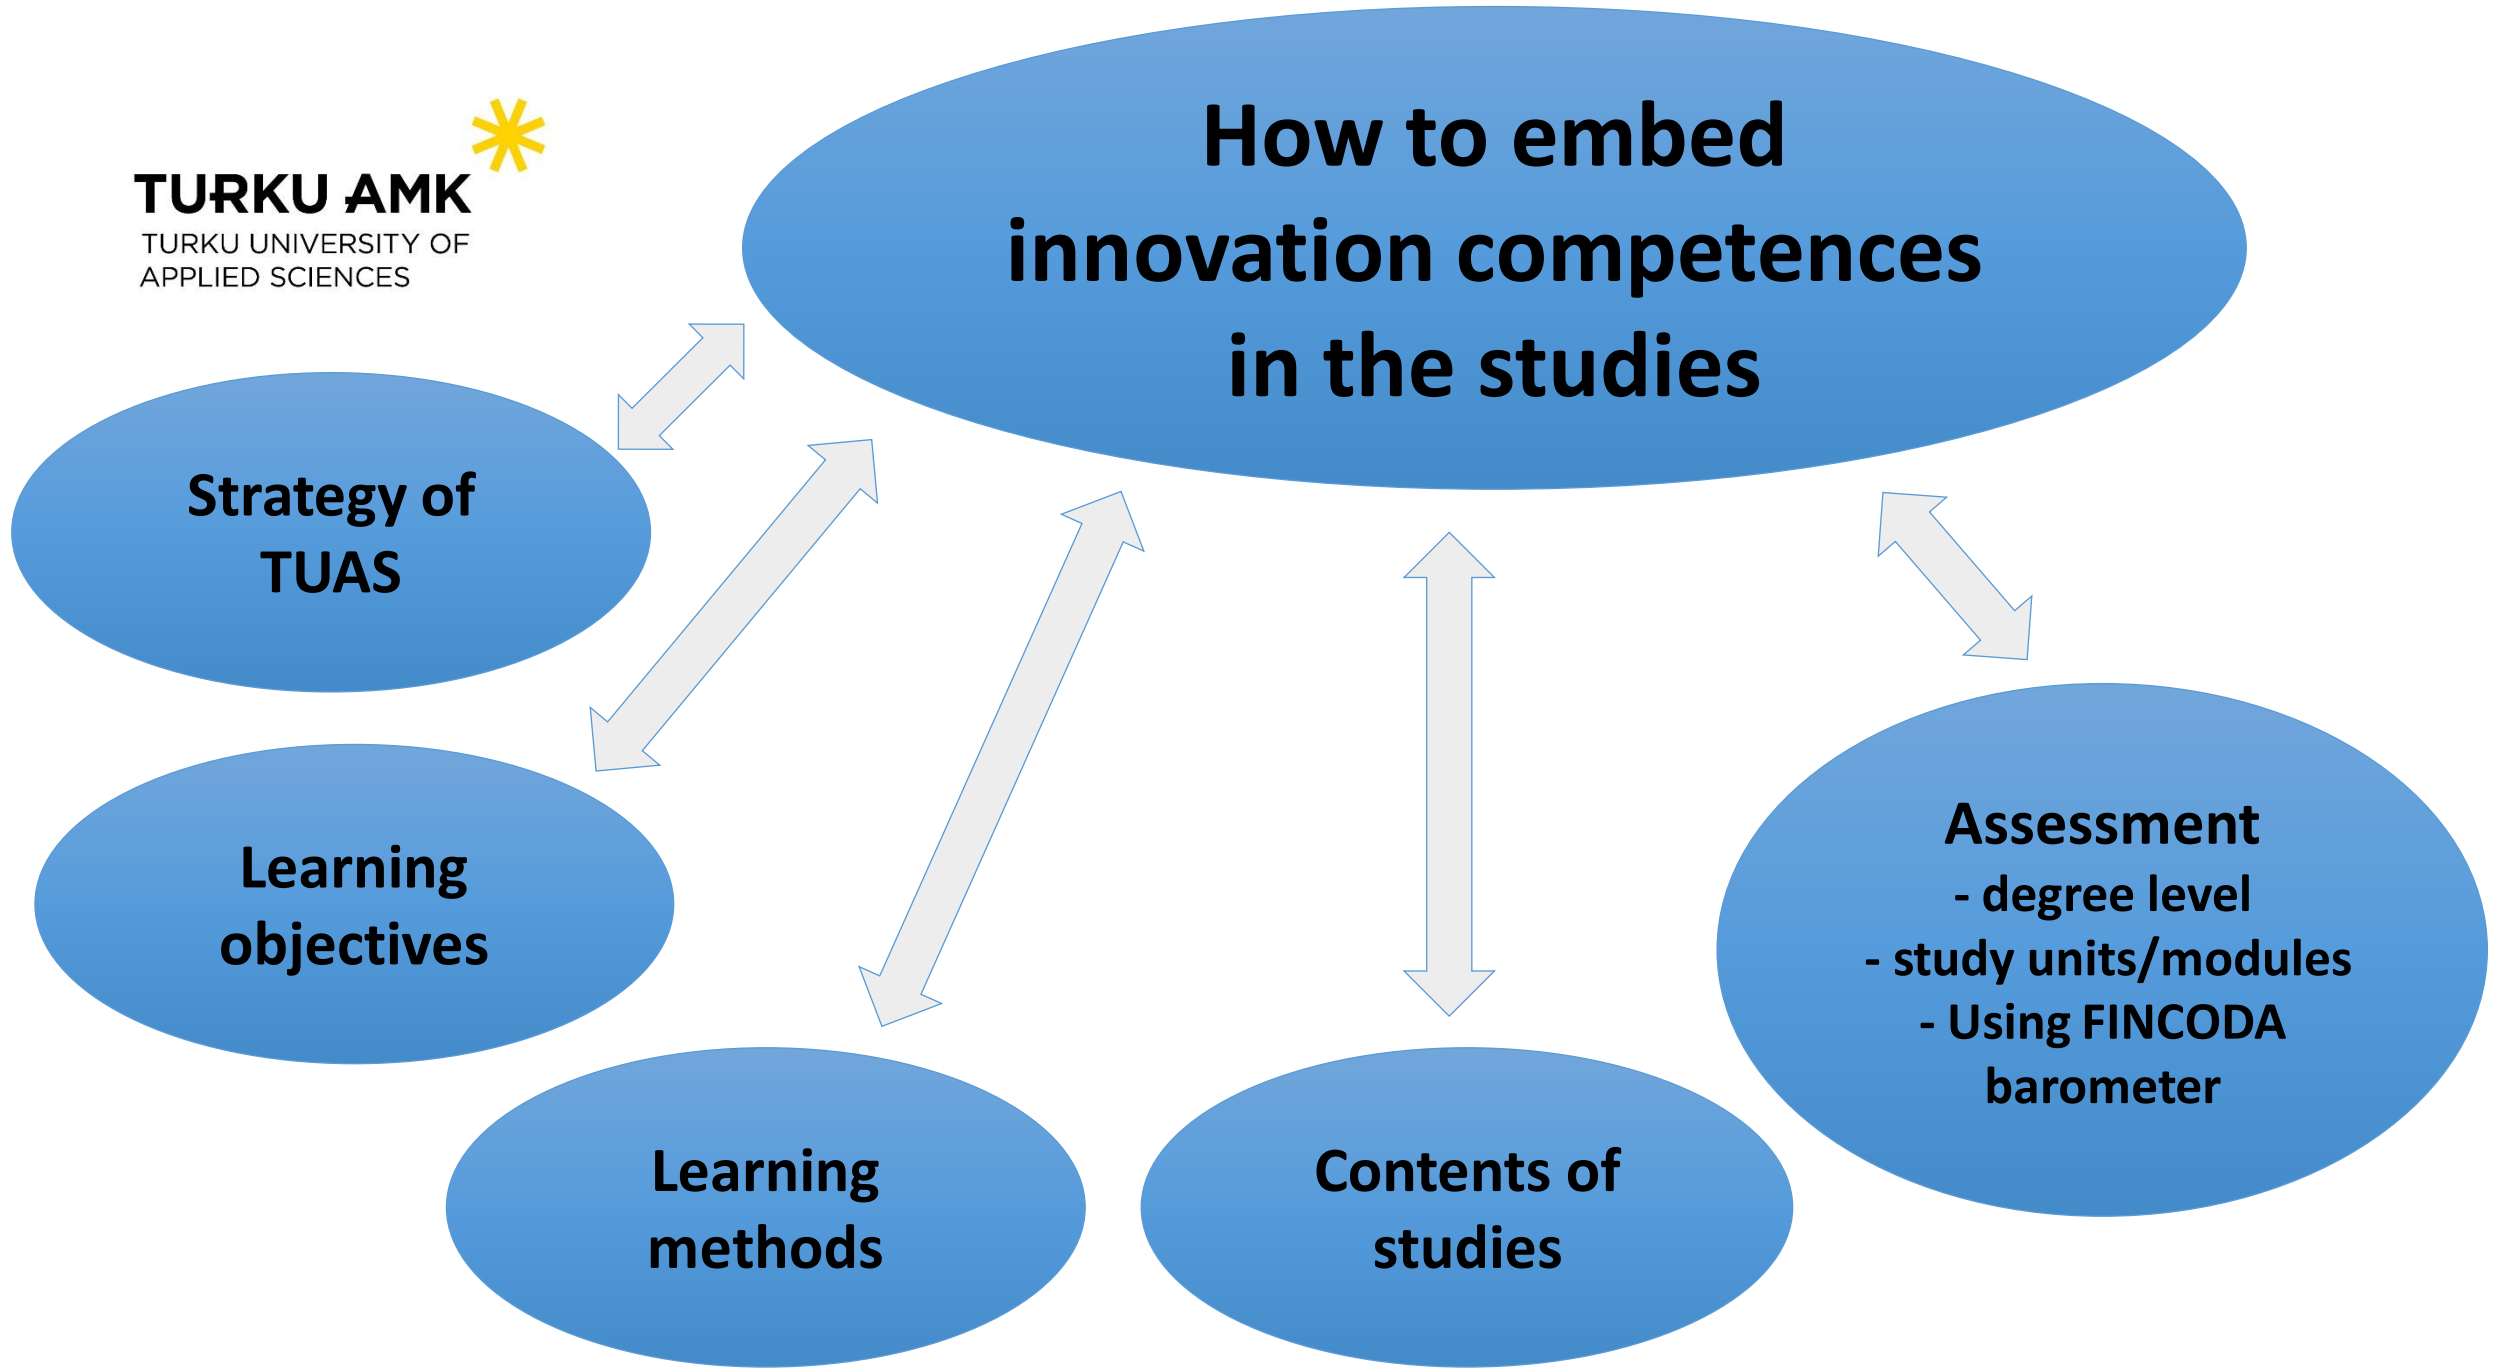 TURKU AMK
TURKU UNIVERSITY OF
APPLIED SCIENCES
How to embed
innovation competences
in the studies
Strategy of
TUAS
Learning
objectives
Learning
methods
Contents of
studies
Assessment
- degree level
- study units/modules
- Using FINCODA
barometer